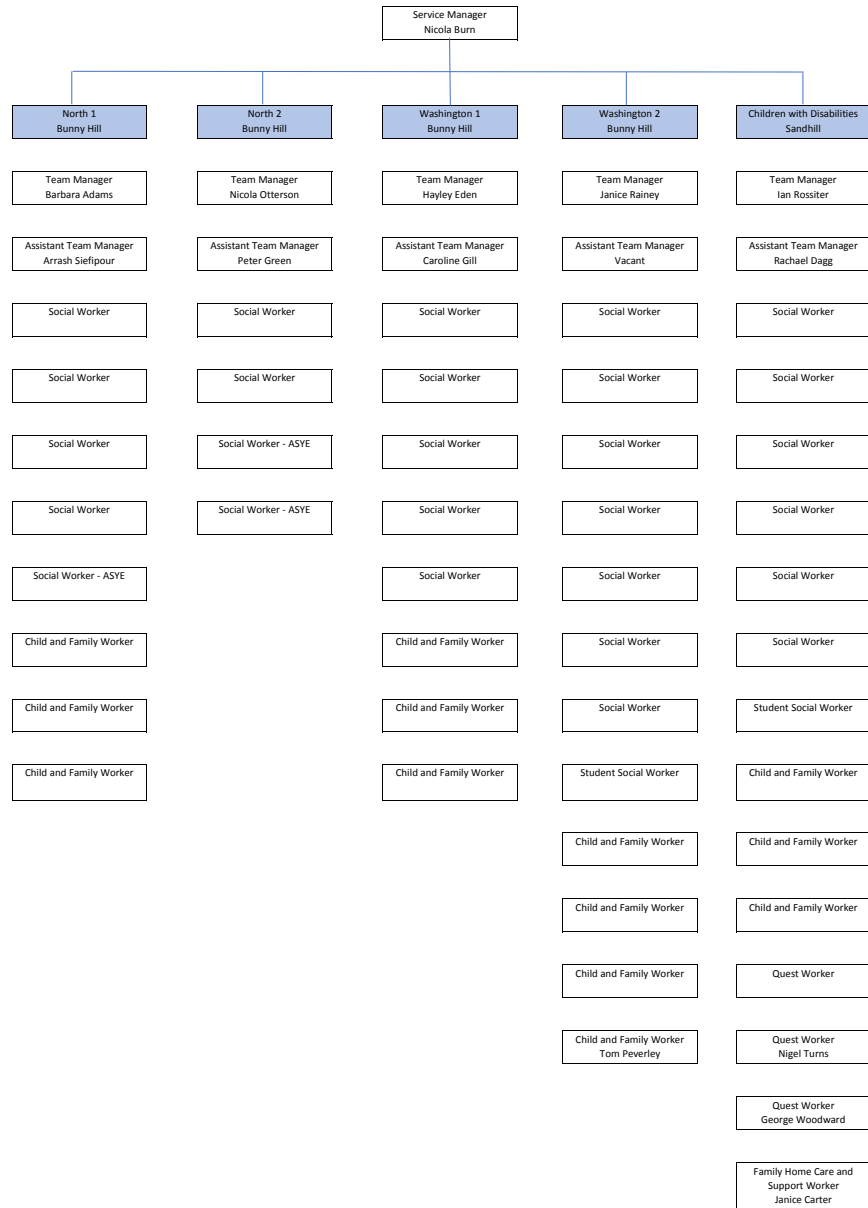 Service Manager
Nicola Burn
North 1
Bunny Hill
North 2
Bunny Hill
Washington 1
Bunny Hill
Washington 2
Bunny Hill
Children with Disabilities
Sandhill
Team Manager
Barbara Adams
Team Manager
Nicola Otterson
Team Manager
Hayley Eden
Team Manager
Janice Rainey
Team Manager
Ian Rossiter
Assistant Team Manager
Arrash Siefipour
Assistant Team Manager
Peter Green
Assistant Team Manager
Caroline Gill
Assistant Team Manager
Vacant
Assistant Team Manager
Rachael Dagg
Social Worker
Social Worker
Social Worker
Social Worker
Social Worker
Social Worker
Social Worker
Social Worker
Social Worker
Social Worker
Social Worker
Social Worker - ASYE
Social Worker
Social Worker
Social Worker
Social Worker
Social Worker - ASYE
Social Worker
Social Worker
Social Worker
Social Worker - ASYE
Social Worker
Social Worker
Social Worker
Child and Family Worker
Child and Family Worker
Social Worker
Social Worker
Child and Family Worker
Child and Family Worker
Social Worker
Student Social Worker
Child and Family Worker
Child and Family Worker
Student Social Worker
Child and Family Worker
Child and Family Worker
Child and Family Worker
Child and Family Worker
Child and Family Worker
Child and Family Worker
Quest Worker
Child and Family Worker
Tom Peverley
Quest Worker
Nigel Turns
Quest Worker
George Woodward
Family Home Care and
Support Worker
Janice Carter